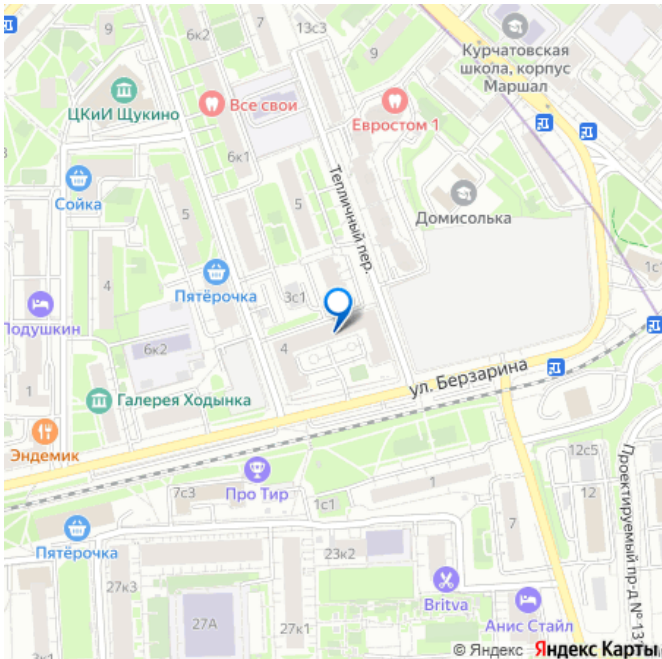 9
6к2
13с3
9
Курчатовская
школа, корпус
Маршал
ЦКиИ Щукино
Все свои
Евростом 1
6к1
Тепличный пер.
Сойка
5
5
Домисолька
Пятёрочка
4
3с1
1с
Подушкин
6к2
4
1
ул. Берзарина
Галерея Ходынка
Эндемик
Про Тир
7с3
1с1
1
12с5
12
Проектируемый пр-д № 131
Пятёрочка
23к2
7
27к3
27А
27к1
Britva
Анис Стайл
© Яндекс Яндекс Карты